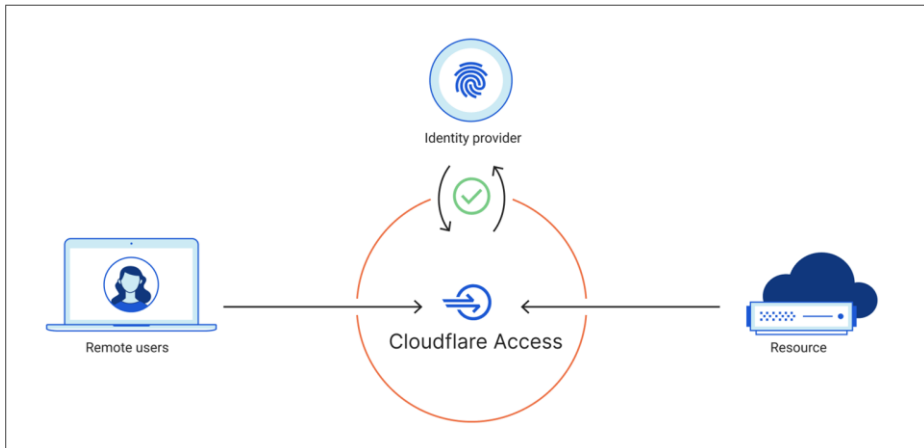 Identity provider
Cloudflare Access
Remote users
Resource